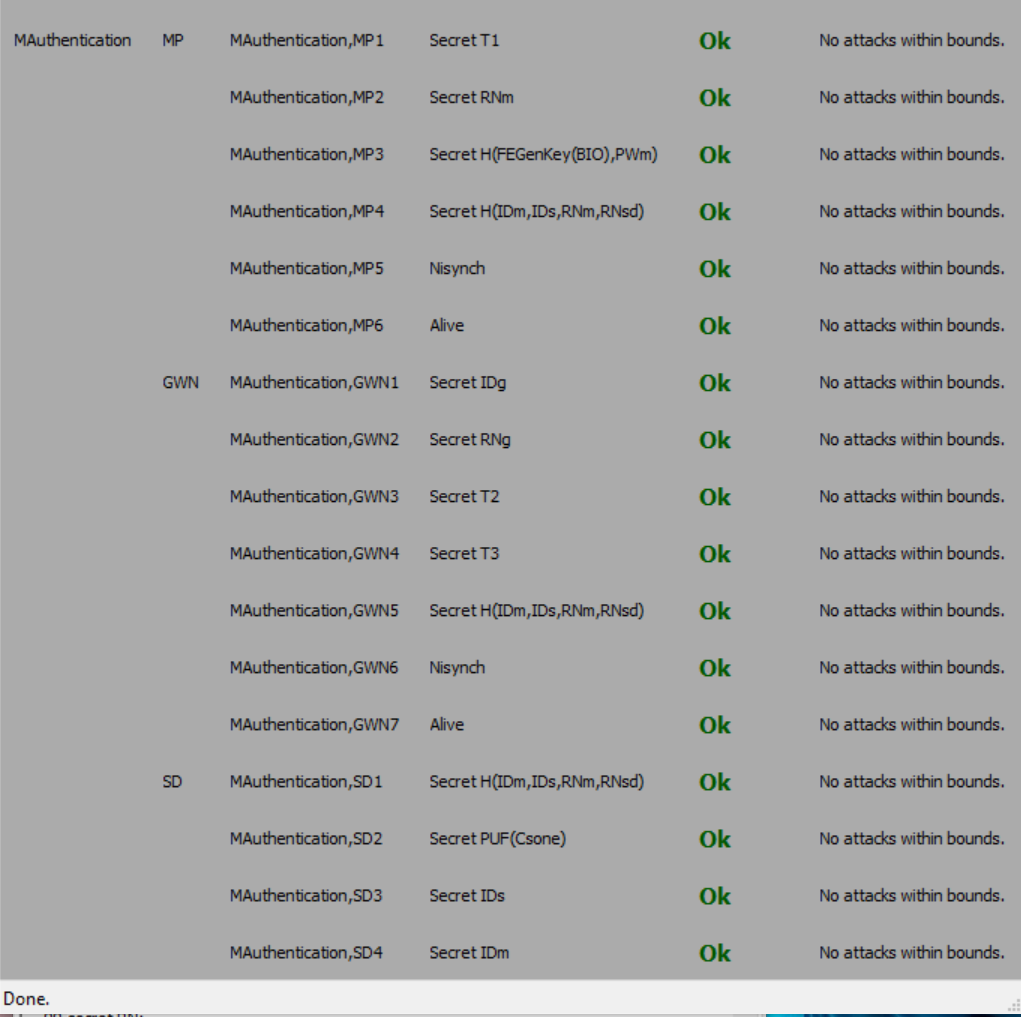 MAuthentication MP MAuthentication,MP1 Secret T1 Ok No attacks within bounds.
MAuthentication,MP2 Secret RNm Ok No attacks within bounds.
MAuthentication,MP3 Secret H(FEGenKey(BIO),PWm) Ok No attacks within bounds.
MAuthentication,MP4 Secret H(IDm,IDs,RNm,RNsd) Ok No attacks within bounds.
MAuthentication,MP5 Nisynch Ok No attacks within bounds.
MAuthentication,MP6 Alive Ok No attacks within bounds.
GWN MAuthentication,GWN1 Secret IDg Ok No attacks within bounds.
MAuthentication,GWN2 Secret RNg Ok No attacks within bounds.
MAuthentication,GWN3 Secret T2 Ok No attacks within bounds.
MAuthentication,GWN4 Secret T3 Ok No attacks within bounds.
MAuthentication,GWN5 Secret H(IDm,IDs,RNm,RNsd) Ok No attacks within bounds.
MAuthentication,GWN6 Nisynch Ok No attacks within bounds.
MAuthentication,GWN7 Alive Ok No attacks within bounds.
SD MAuthentication,SD1 Secret H(IDm,IDs,RNm,RNsd) Ok No attacks within bounds.
MAuthentication,SD2 Secret PUF(Csone) Ok No attacks within bounds.
MAuthentication,SD3 Secret IDs Ok No attacks within bounds.
MAuthentication,SD4 Secret IDm Ok No attacks within bounds.
Done.